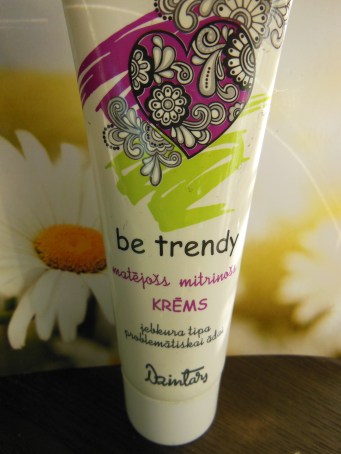 be trendy
matējošs mitrinošs
KRĒMS
jebkura tipa
problemātiskai ādai
Dzintars